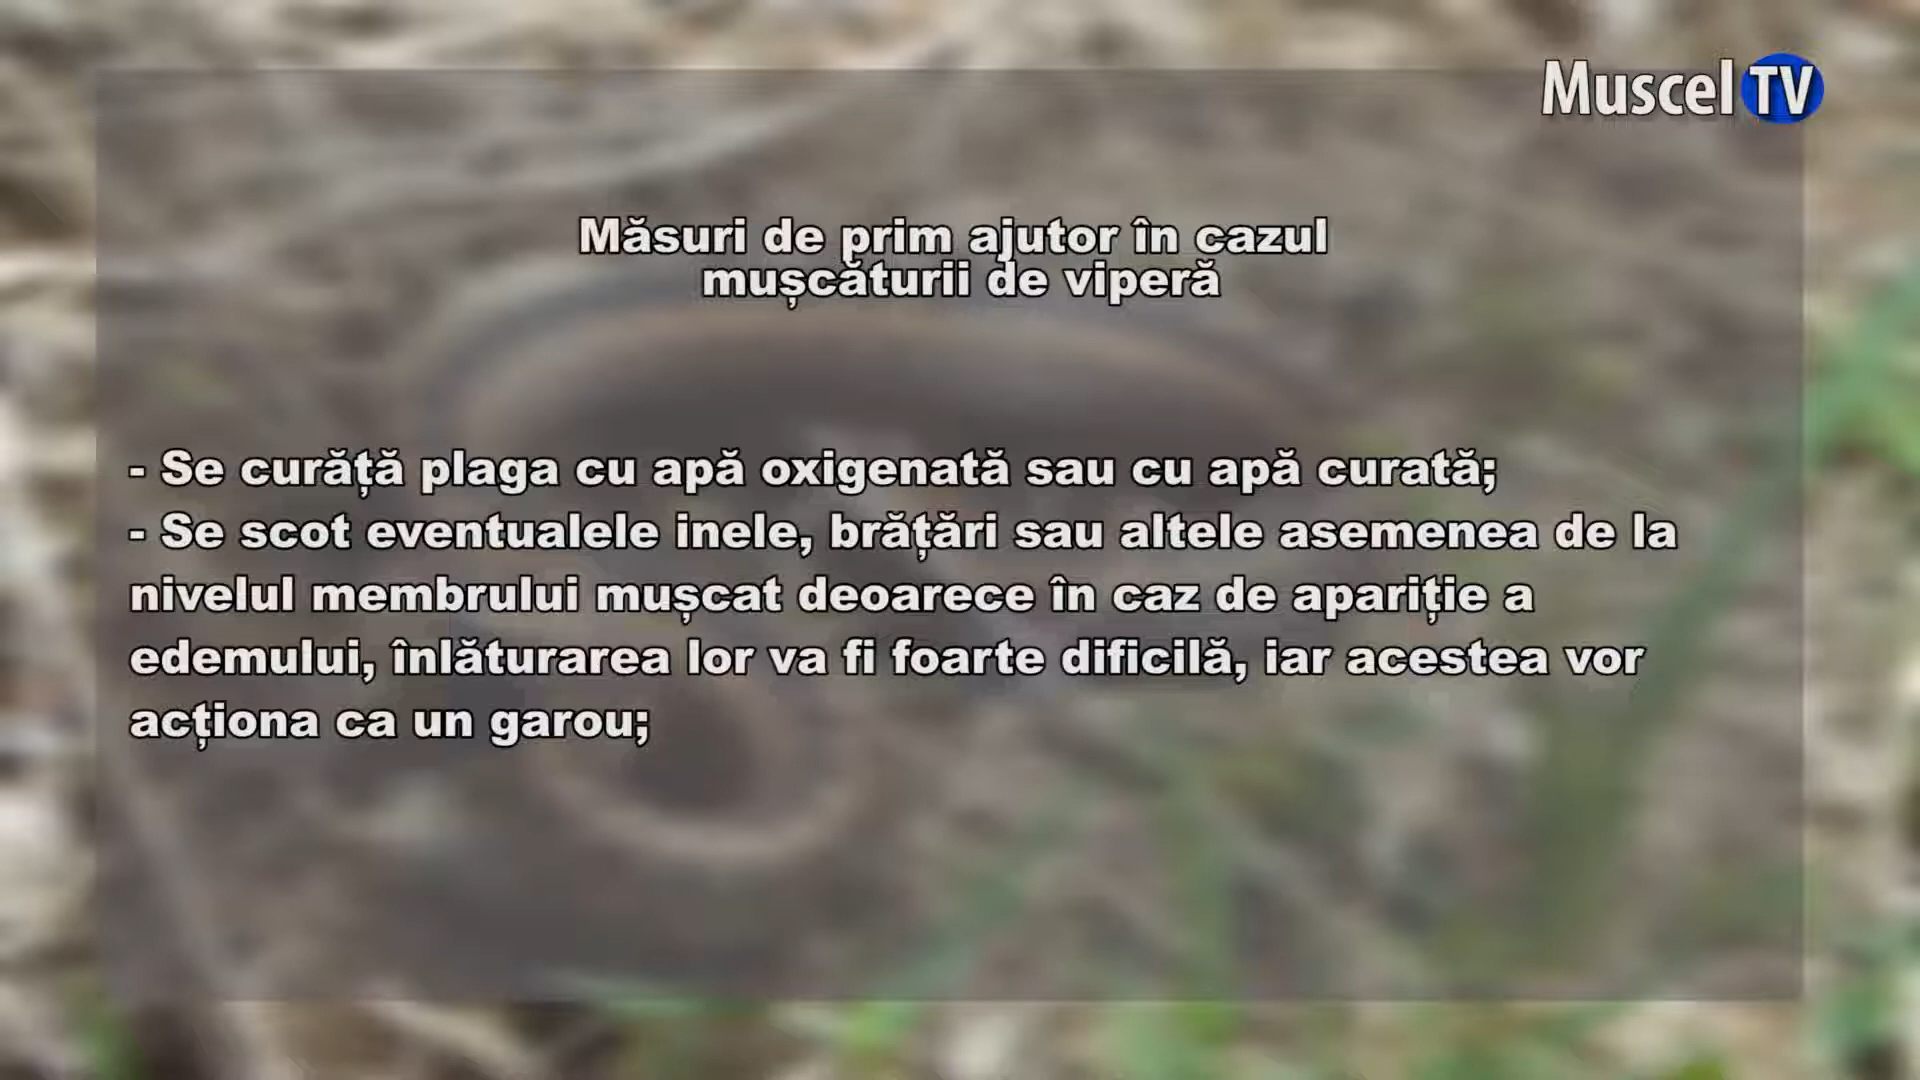 Muscel TV
Măsuri de prim ajutor în cazul
mușcăturii de viperă
- Se curăță plaga cu apă oxigenată sau cu apă curată;
- Se scot eventualele inele, brățări sau altele asemenea de la
nivelul membrului mușcat deoarece în caz de apariție a
edemului, înlăturarea lor va fi foarte dificilă, iar acestea vor
acționa ca un garou;